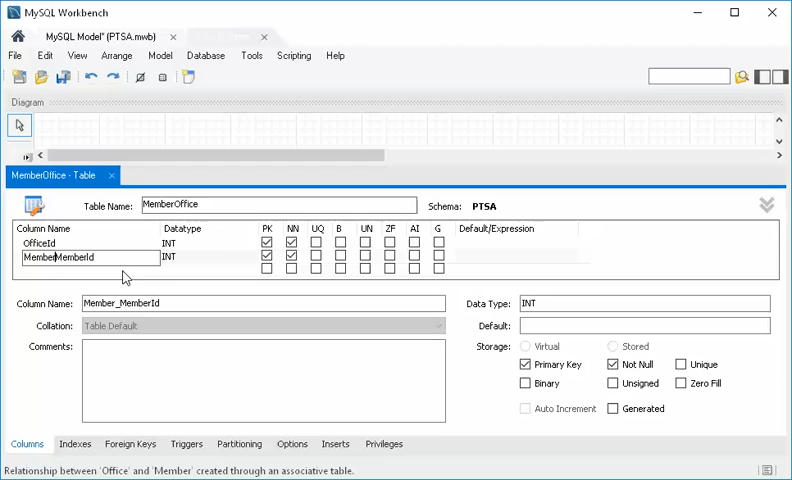 MySQL Workbench
MySQL Model* (PTSA.mwb)
File Edit View Arrange Model Database Tools Scripting Help
Diagram
MemberOffice - Table
Table Name: MemberOffice Schema: PTSA
Column Name Datatype PK NN UQ B UN ZF AI G Default/Expression
OfficeId INT
MemberMemberId INT
Column Name: Member_MemberId Data Type: INT
Collation: Table Default Default:
Comments: Storage: Virtual Stored
Primary Key Not Null Unique
Binary Unsigned Zero Fill
Auto Increment Generated
Columns Indexes Foreign Keys Triggers Partitioning Options Inserts Privileges
Relationship between 'Office' and 'Member' created through an associative table.